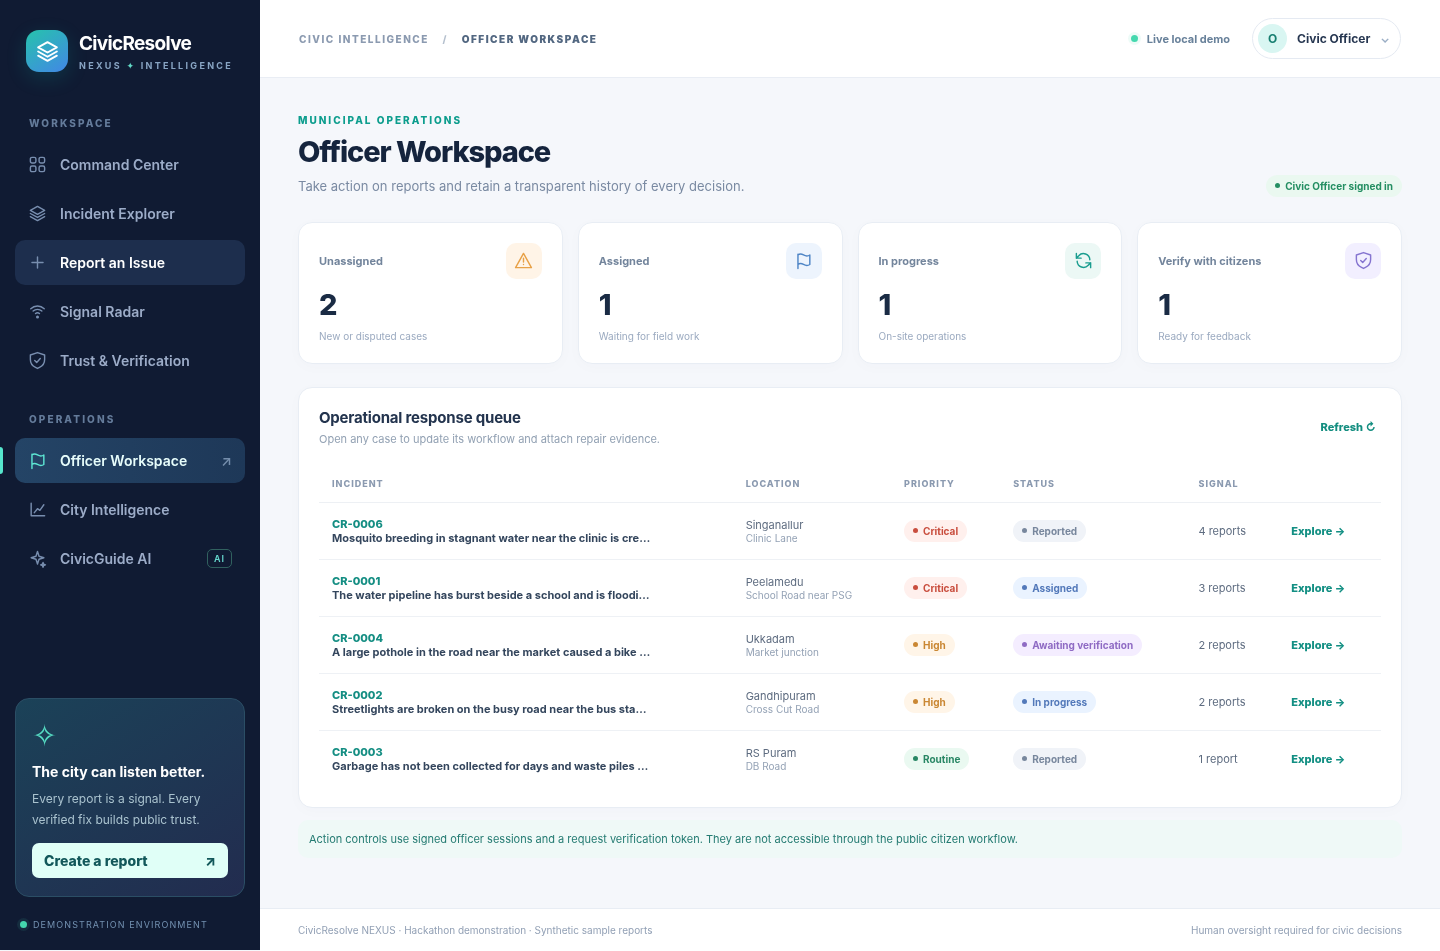 CivicResolve
NEXUS ✦ INTELLIGENCE
WORKSPACE
Command Center
Incident Explorer
Report an Issue
Signal Radar
Trust & Verification
OPERATIONS
Officer Workspace
City Intelligence
CivicGuide AI AI
The city can listen better.
Every report is a signal. Every
verified fix builds public trust.
Create a report
DEMONSTRATION ENVIRONMENT
CIVIC INTELLIGENCE / OFFICER WORKSPACE
Live local demo
O Civic Officer
MUNICIPAL OPERATIONS
Officer Workspace
Take action on reports and retain a transparent history of every decision.
Civic Officer signed in
Unassigned
2
New or disputed cases
Assigned
1
Waiting for field work
In progress
1
On-site operations
Verify with citizens
1
Ready for feedback
Operational response queue
Open any case to update its workflow and attach repair evidence.
Refresh ↻
INCIDENT LOCATION PRIORITY STATUS SIGNAL
CR-0006
Mosquito breeding in stagnant water near the clinic is cre...
Singanallur
Clinic Lane
Critical
Reported
4 reports
Explore →
CR-0001
The water pipeline has burst beside a school and is floodi...
Peelamedu
School Road near PSG
Critical
Assigned
3 reports
Explore →
CR-0004
A large pothole in the road near the market caused a bike ...
Ukkadam
Market junction
High
Awaiting verification
2 reports
Explore →
CR-0002
Streetlights are broken on the busy road near the bus sta...
Gandhipuram
Cross Cut Road
High
In progress
2 reports
Explore →
CR-0003
Garbage has not been collected for days and waste piles ...
RS Puram
DB Road
Routine
Reported
1 report
Explore →
Action controls use signed officer sessions and a request verification token. They are not accessible through the public citizen workflow.
CivicResolve NEXUS · Hackathon demonstration · Synthetic sample reports
Human oversight required for civic decisions